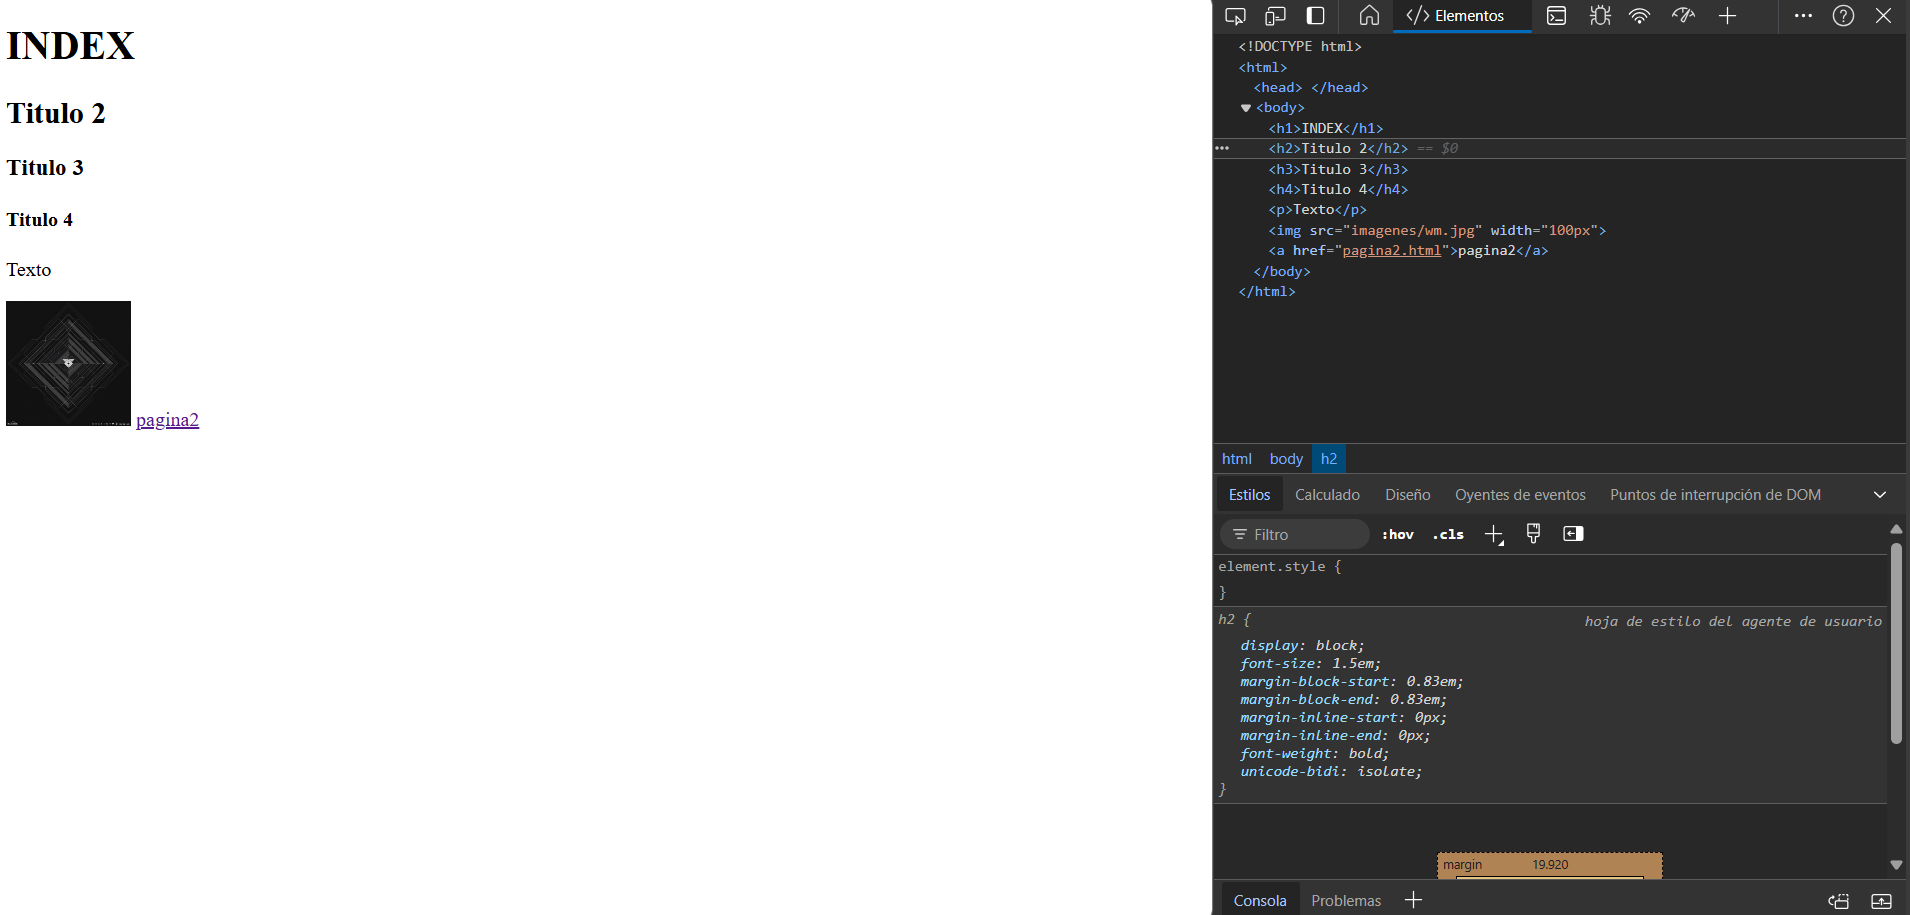 INDEX
Titulo 2
Titulo 3
Titulo 4
Texto
pagina2
Elementos
<!DOCTYPE html>
<html>
<head> </head>
<body>
<h1>INDEX</h1>
<h2>Titulo 2</h2> == $0
<h3>Titulo 3</h3>
<h4>Titulo 4</h4>
<p>Texto</p>
<img src="imagenes/wm.jpg" width="100px">
<a href="pagina2.html">pagina2</a>
</body>
</html>
html body h2
Estilos Calculado Diseño Oyentes de eventos Puntos de interrupción de DOM
Filtro :hov .cls
element.style {
}
h2 { hoja de estilo del agente de usuario
display: block;
font-size: 1.5em;
margin-block-start: 0.83em;
margin-block-end: 0.83em;
margin-inline-start: 0px;
margin-inline-end: 0px;
font-weight: bold;
unicode-bidi: isolate;
}
margin 19.920
Consola Problemas